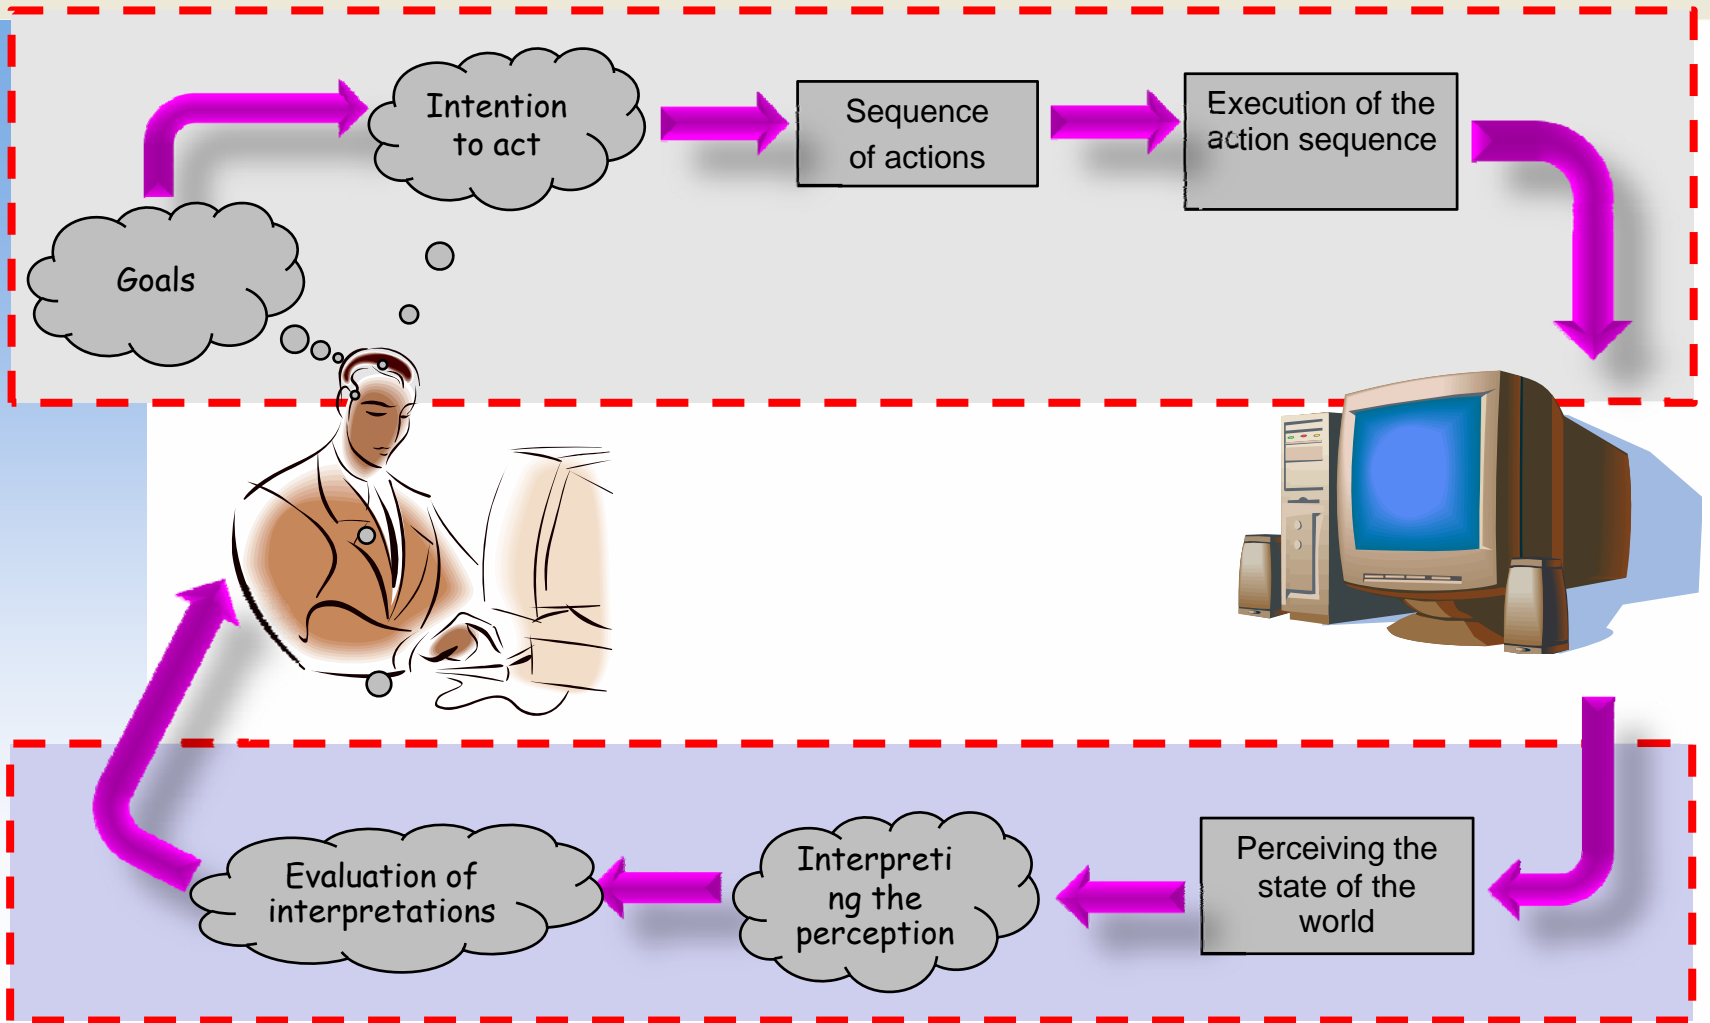 Intention
to act
Sequence
of actions
Execution of the
action sequence
Goals
Evaluation of
interpretations
Interpreti
ng the
perception
Perceiving the
state of the
world